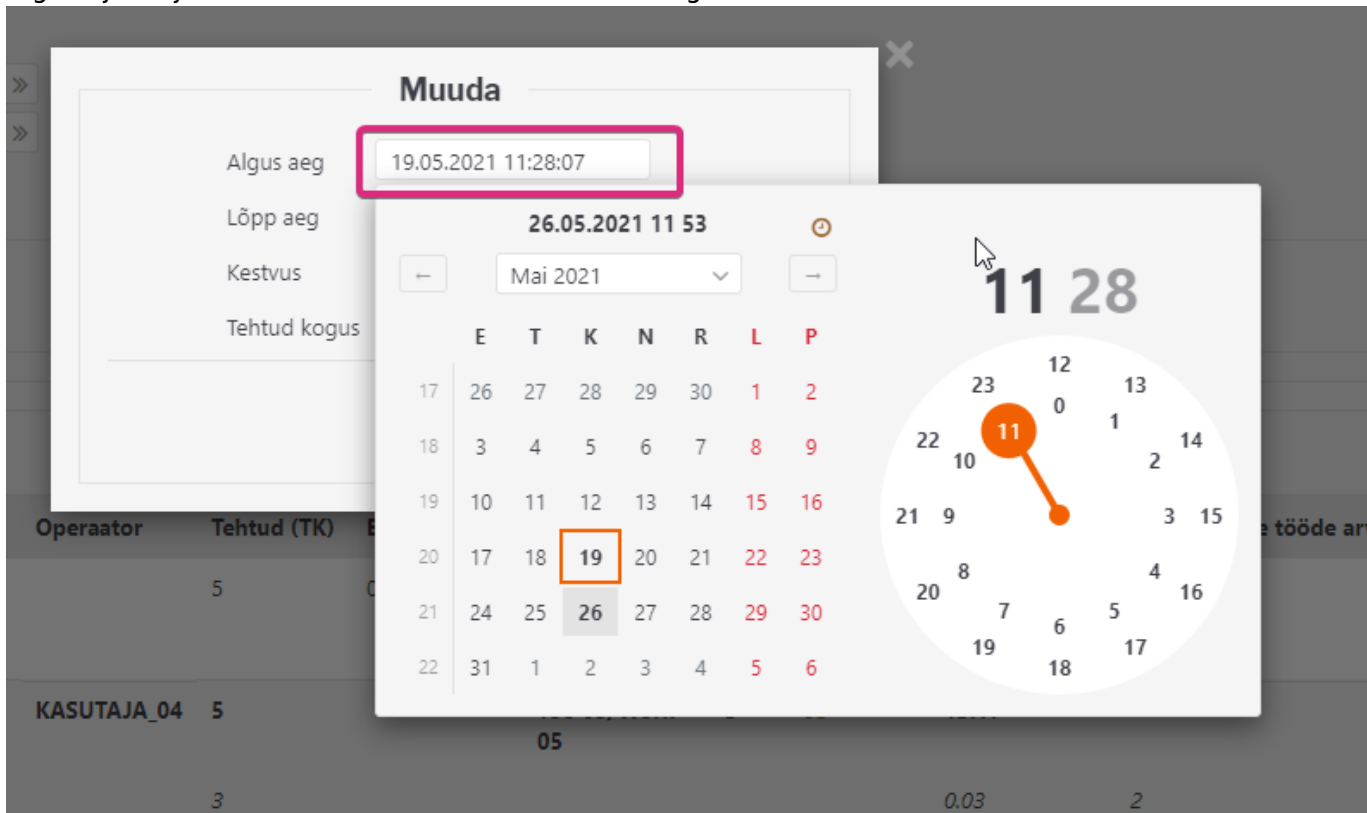 Muuda
Algus aeg 19.05.2021 11:28:07
Lõpp aeg
Kestvus
Tehtud kogus
26.05.2021 11 53
← Mai 2021 →
E T K N R L P
17 26 27 28 29 30 1 2
18 3 4 5 6 7 8 9
19 10 11 12 13 14 15 16
20 17 18 19 20 21 22 23
21 24 25 26 27 28 29 30
22 31 1 2 3 4 5 6
11 28
12
23 13
0
11 1
22 14
10 2
21 9 3 15
8 4
20 16
7 5
6
19 17
18
Operaator Tehtud (TK) tööde
5
KASUTAJA_04 5
05
3 0.03 2